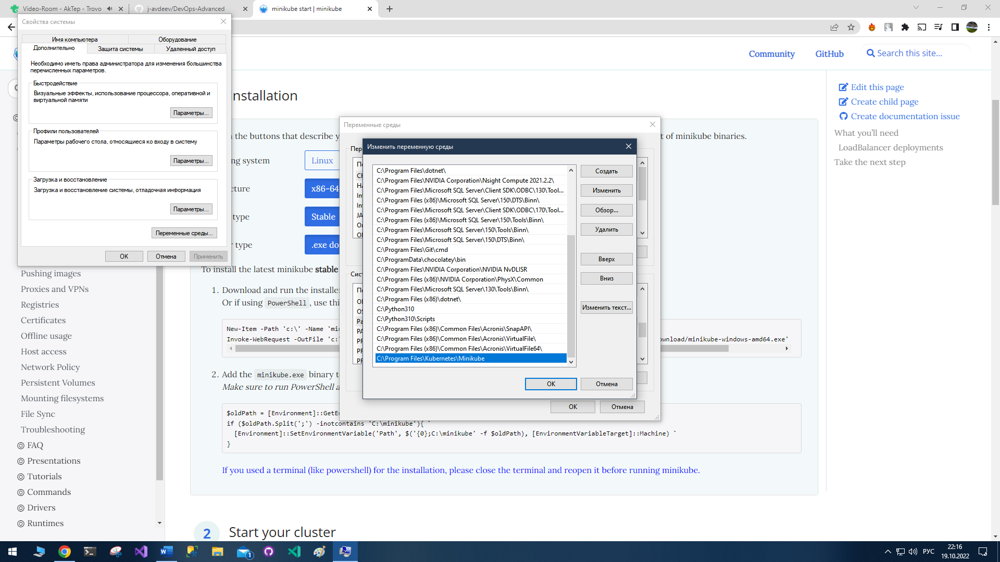 Video-Room - AkTep - Trovo
j-avdeev/DevOps-Advanced
minikube start | minikube
Свойства системы
Имя компьютера
Оборудование
Дополнительно
Защита системы
Удаленный доступ
Необходимо иметь права администратора для изменения большинства
перечисленных параметров.
Быстродействие
Визуальные эффекты, использование процессора, оперативной и
виртуальной памяти
Параметры...
Профили пользователей
Параметры рабочего стола, относящиеся ко входу в систему
Параметры...
Загрузка и восстановление
Загрузка и восстановление системы, отладочная информация
Параметры...
Переменные среды...
ОК
Отмена
Применить
Community
GitHub
Search this site...
Pushing images
Proxies and VPNs
Registries
Certificates
Offline usage
Host access
Network Policy
Persistent Volumes
Mounting filesystems
File Sync
Troubleshooting
FAQ
Presentations
Tutorials
Commands
Drivers
Runtimes
Installation
the buttons that describe
t of minikube binaries.
system
Linux
x86-64
type
Stable
type
.exe
To install the latest minikube stable
1. Download and run the
Or if using PowerShell, use
New-Item -Path 'c:\' -Name
Invoke-WebRequest -OutFile
ownload/minikube-windows-amd64.exe'
2. Add the minikube.exe binary
Make sure to run PowerShell
$oldPath =
if ($oldPath.Split(';') -inotcontains 'C:\minikube'){ `
[Environment]::SetEnvironmentVariable('Path', $('{0};C:\minikube' -f $oldPath), [EnvironmentVariableTarget]::Machine) `
}
If you used a terminal (like powershell) for the installation, please close the terminal and reopen it before running minikube.
2
Start your cluster
Переменные среды
Изменить переменную среды
C:\Program Files\dotnet\
C:\Program Files\NVIDIA Corporation\Nsight Compute 2021.2.2\
C:\Program Files\Microsoft SQL Server\Client SDK\ODBC\130\Tool...
C:\Program Files (x86)\Microsoft SQL Server\150\DTS\Binn\
C:\Program Files\Microsoft SQL Server\Client SDK\ODBC\170\Tool...
C:\Program Files (x86)\Microsoft SQL Server\150\Tools\Binn\
C:\Program Files\Microsoft SQL Server\150\Tools\Binn\
C:\Program Files\Microsoft SQL Server\150\DTS\Binn\
C:\Program Files\Git\cmd
C:\ProgramData\chocolatey\bin
C:\Program Files\NVIDIA Corporation\NVIDIA NvDLISR
C:\Program Files (x86)\NVIDIA Corporation\PhysX\Common
C:\Program Files\Microsoft SQL Server\130\Tools\Binn\
C:\Program Files (x86)\dotnet\
C:\Python310
C:\Python310\Scripts
C:\Program Files (x86)\Common Files\Acronis\SnapAPI\
C:\Program Files (x86)\Common Files\Acronis\VirtualFile\
C:\Program Files (x86)\Common Files\Acronis\VirtualFile64\
C:\Program Files\Kubernetes\Minikube
Создать
Изменить
Обзор...
Удалить
Вверх
Вниз
Изменить текст...
ОК
Отмена
ОК
Отмена
Edit this page
Create child page
Create documentation issue
What you’ll need
LoadBalancer deployments
Take the next step
1
РУС
22:16
19.10.2022